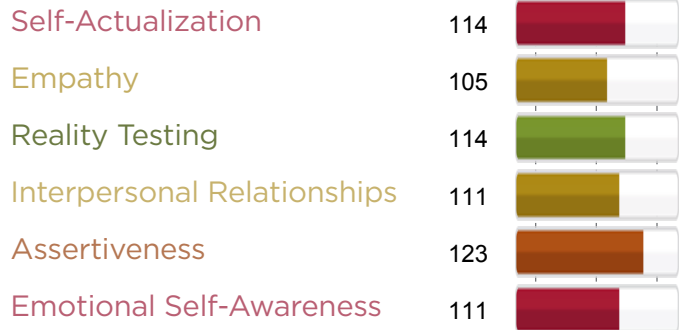 Self-Actualization 114
Empathy 105
Reality Testing 114
Interpersonal Relationships 111
Assertiveness 123
Emotional Self-Awareness 111